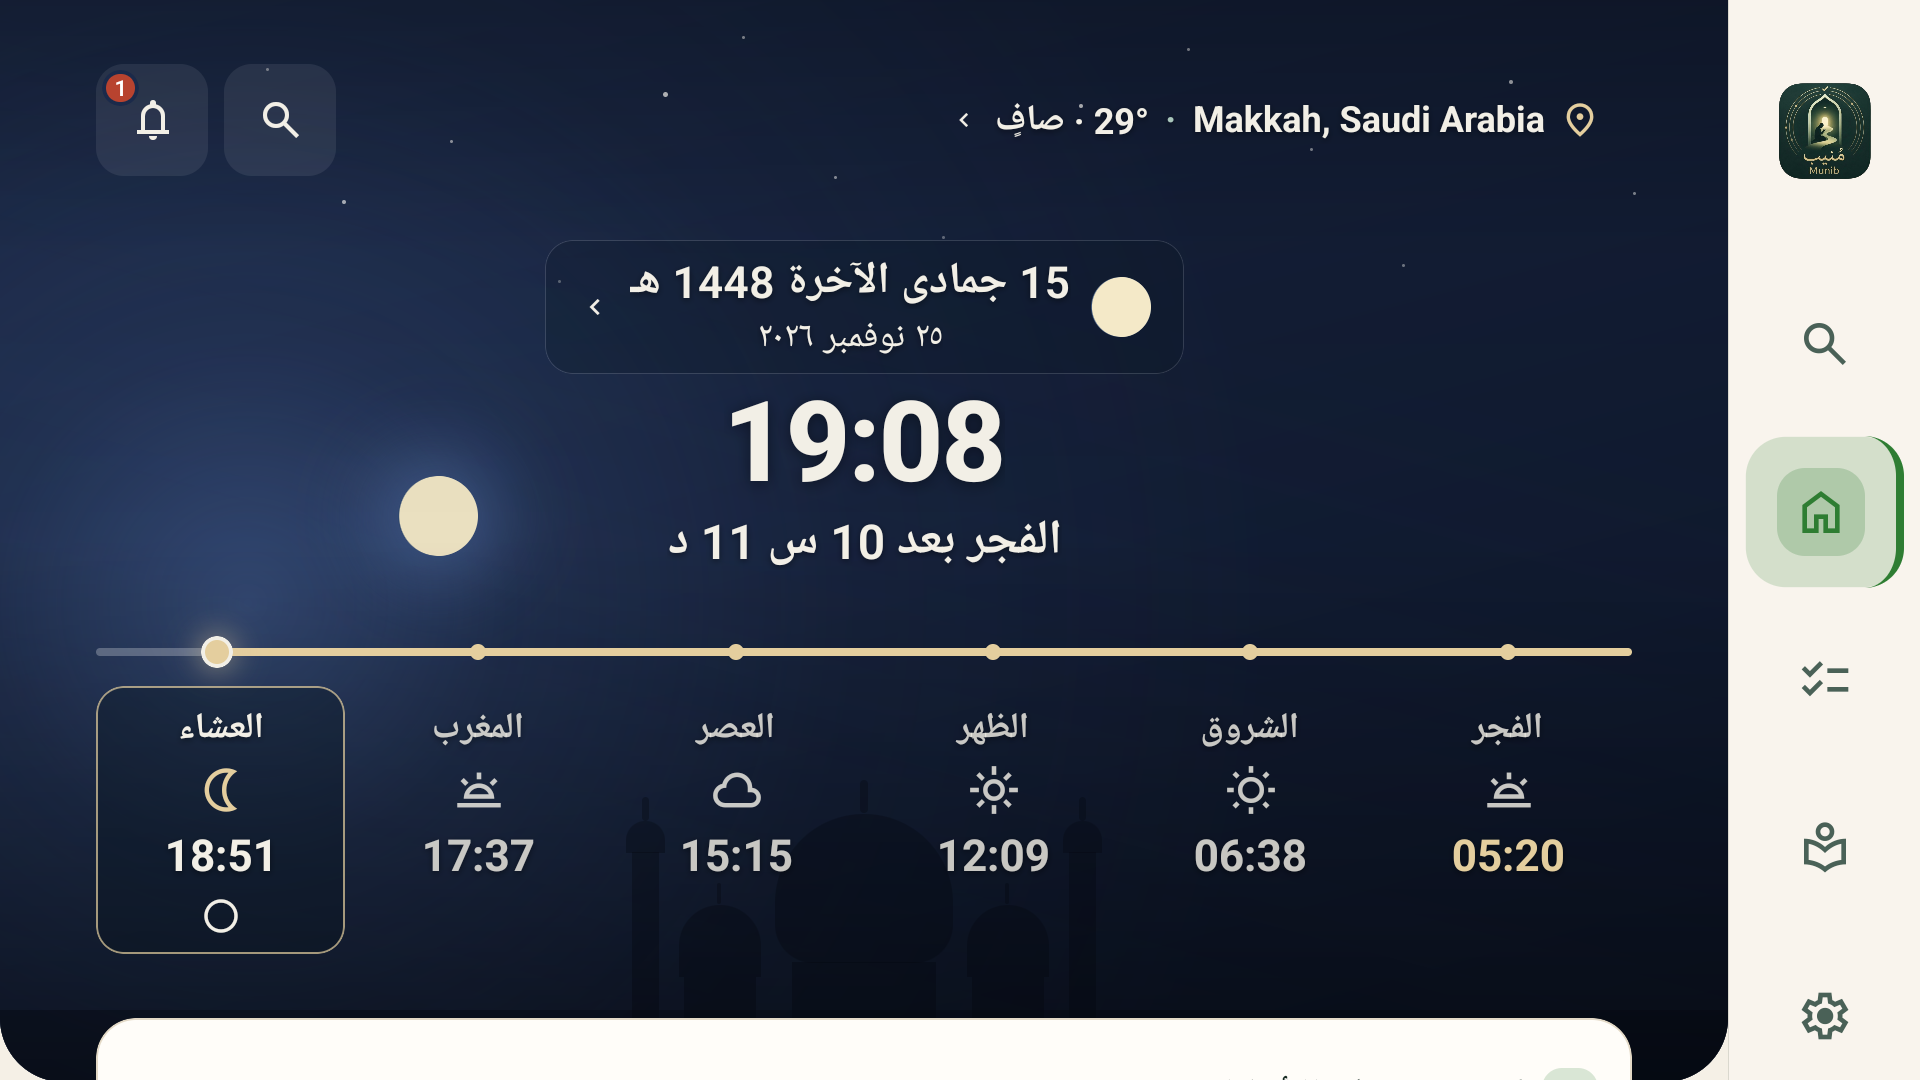 Makkah, Saudi Arabia · 29° : صافٍ
1
مُنيب
Munib
15 جمادى الآخرة 1448 هـ
٢٥ نوفمبر ٢٠٢٦
19:08
الفجر بعد 10 س 11 د
الفجر الشروق الظهر العصر المغرب العشاء
05:20 06:38 12:09 15:15 17:37 18:51